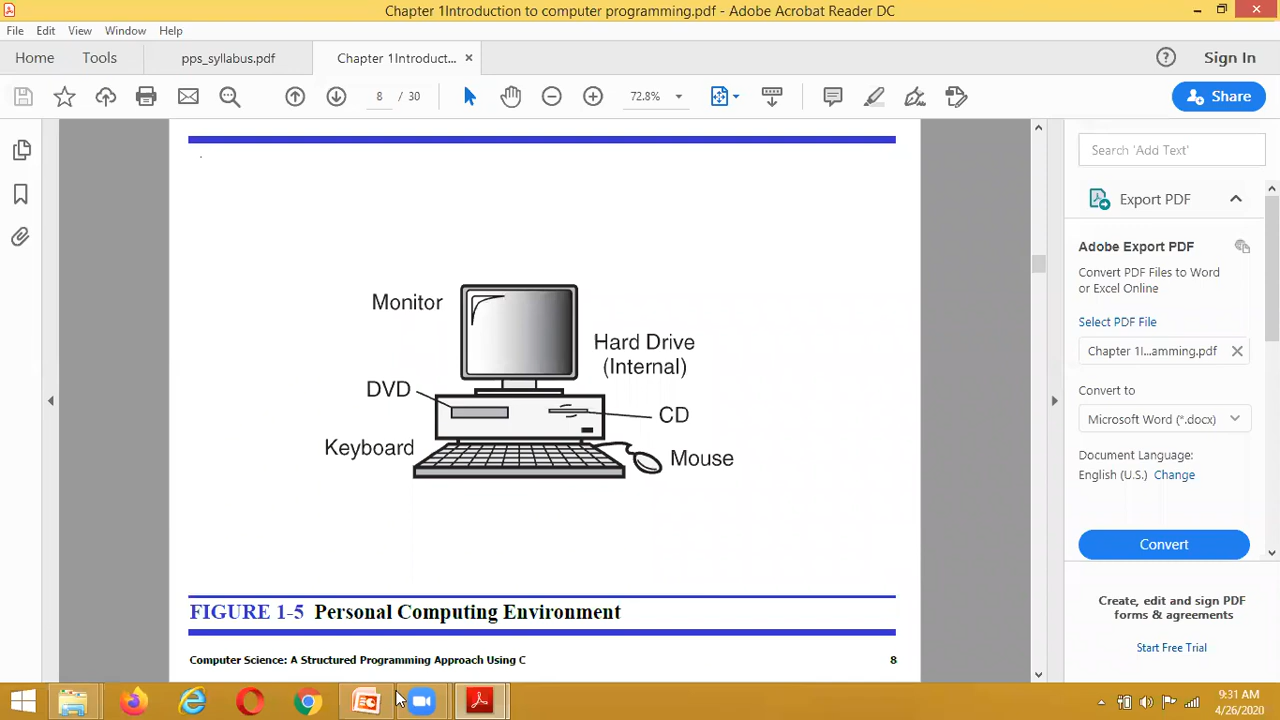 Chapter 1Introduction to computer programming.pdf - Adobe Acrobat Reader DC
File Edit View Window Help
Home Tools pps_syllabus.pdf Chapter 1Introduct... × Sign In
8 / 30 72.8% Share
Search 'Add Text'
Export PDF
Adobe Export PDF
Convert PDF Files to Word
or Excel Online
Select PDF File
Chapter 1I...amming.pdf
Convert to
Microsoft Word (*.docx)
Document Language:
English (U.S.) Change
Convert
Create, edit and sign PDF
forms & agreements
Start Free Trial
Monitor
Hard Drive
(Internal)
DVD
CD
Keyboard
Mouse
FIGURE 1-5 Personal Computing Environment
Computer Science: A Structured Programming Approach Using C 8
9:31 AM
4/26/2020